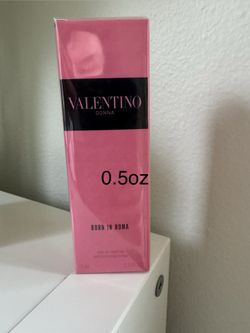 VALENTINO
DONNA
0.5oz
BORN IN ROMA